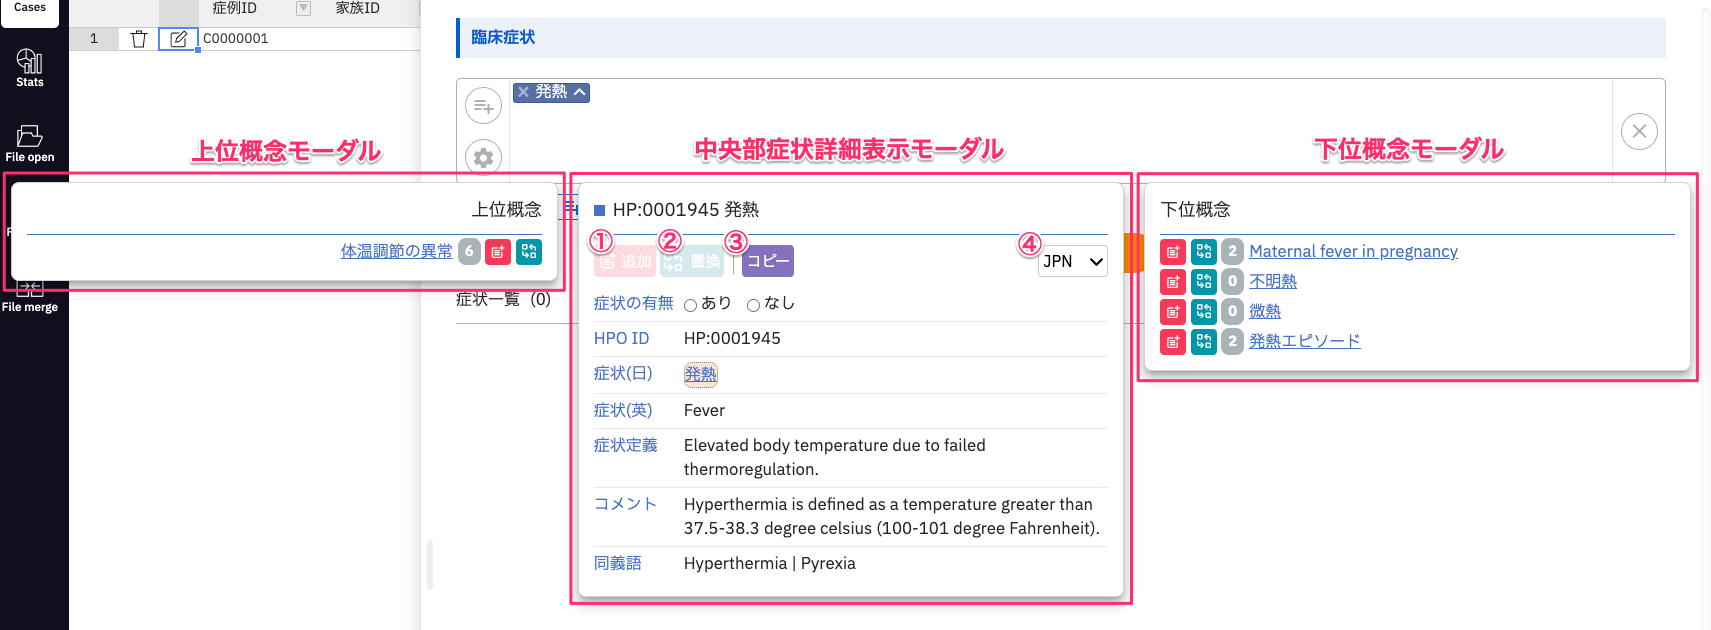 Cases
Stats
File open
F
File merge
症例ID
家族ID
1
C0000001
臨床症状
発熱
上位概念モーダル
中央部症状詳細表示モーダル
下位概念モーダル
上位概念
体温調節の異常 6
症状一覧 (0)
HP:0001945 発熱
① ② ③ ④
追加 置換 コピー JPN
症状の有無 あり なし
HPO ID HP:0001945
症状(日) 発熱
症状(英) Fever
症状定義 Elevated body temperature due to failed
thermoregulation.
コメント Hyperthermia is defined as a temperature greater than
37.5-38.3 degree celsius (100-101 degree Fahrenheit).
同義語 Hyperthermia | Pyrexia
下位概念
2 Maternal fever in pregnancy
0 不明熱
0 微熱
2 発熱エピソード